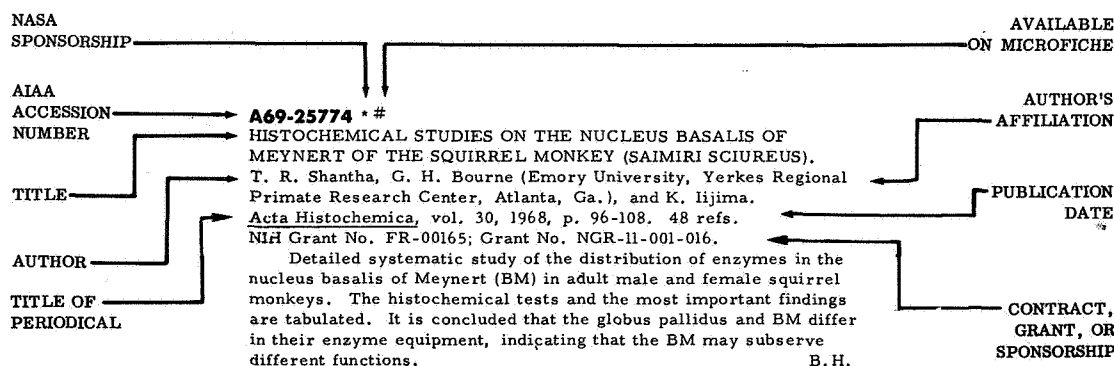 NASA
SPONSORSHIP
AVAILABLE
ON MICROFICHE
AIAA
ACCESSION
NUMBER
AUTHOR'S
AFFILIATION
TITLE
PUBLICATION
DATE
AUTHOR
TITLE OF
PERIODICAL
CONTRACT,
GRANT, OR
SPONSORSHIP
A69-25774 * #
HISTOCHEMICAL STUDIES ON THE NUCLEUS BASALIS OF
MEYNERT OF THE SQUIRREL MONKEY (SAIMIRI SCIUREUS).
T. R. Shantha, G. H. Bourne (Emory University, Yerkes Regional
Primate Research Center, Atlanta, Ga.), and K. Iijima.
Acta Histochemica, vol. 30, 1968, p. 96-108. 48 refs.
NIH Grant No. FR-00165; Grant No. NGR-11-001-016.
Detailed systematic study of the distribution of enzymes in the
nucleus basalis of Meynert (BM) in adult male and female squirrel
monkeys. The histochemical tests and the most important findings
are tabulated. It is concluded that the globus pallidus and BM differ
in their enzyme equipment, indicating that the BM may subserve
different functions. B.H.